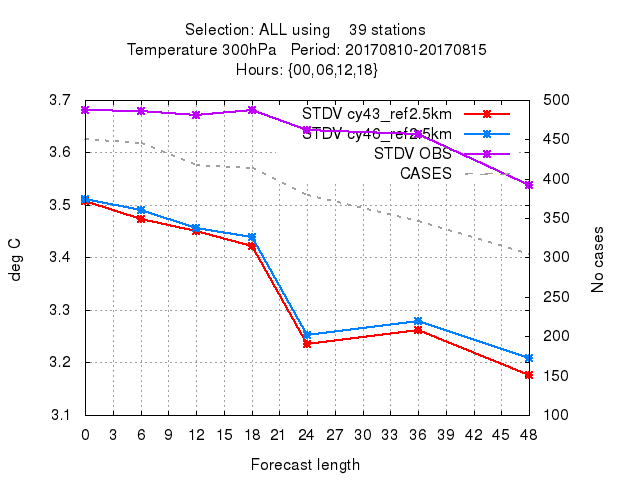 Selection: ALL using 39 stations
Temperature 300hPa Period: 20170810-20170815
Hours: {00,06,12,18}
3.7 500
STDV cy43_ref2.5km
STDV cy46_ref2.5km
3.6 450
STDV OBS
CASES
400
3.5 350
3.4 300
deg C
No cases
3.3 250
200
3.2 150
3.1 100
0 3 6 9 12 15 18 21 24 27 30 33 36 39 42 45 48
Forecast length